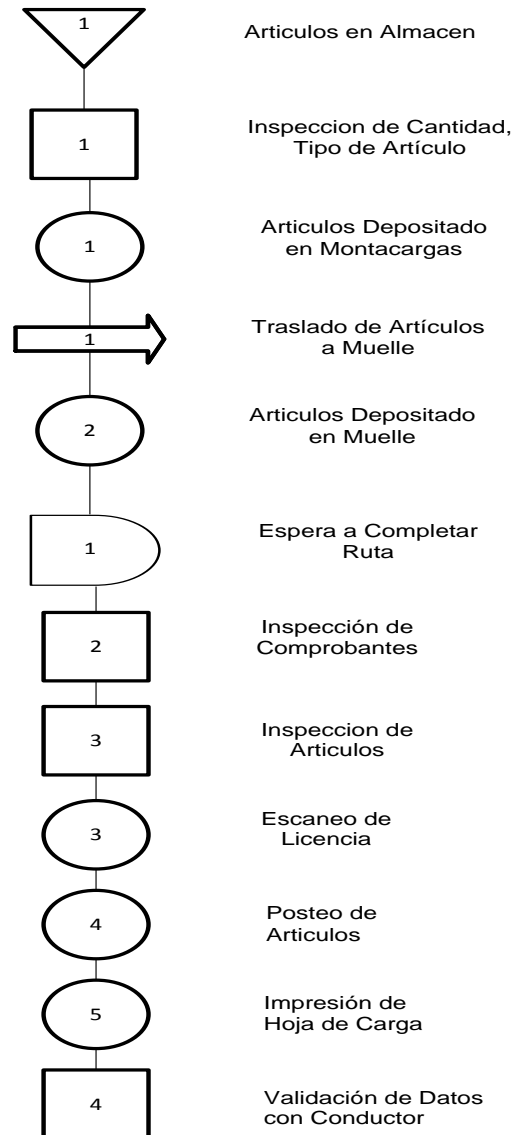 1
Articulos en Almacen
1
Inspeccion de Cantidad,
Tipo de Artículo
1
Articulos Depositado
en Montacargas
1
Traslado de Artículos
a Muelle
2
Articulos Depositado
en Muelle
1
Espera a Completar
Ruta
2
Inspección de
Comprobantes
3
Inspeccion de
Articulos
3
Escaneo de
Licencia
4
Posteo de
Articulos
5
Impresión de
Hoja de Carga
4
Validación de Datos
con Conductor